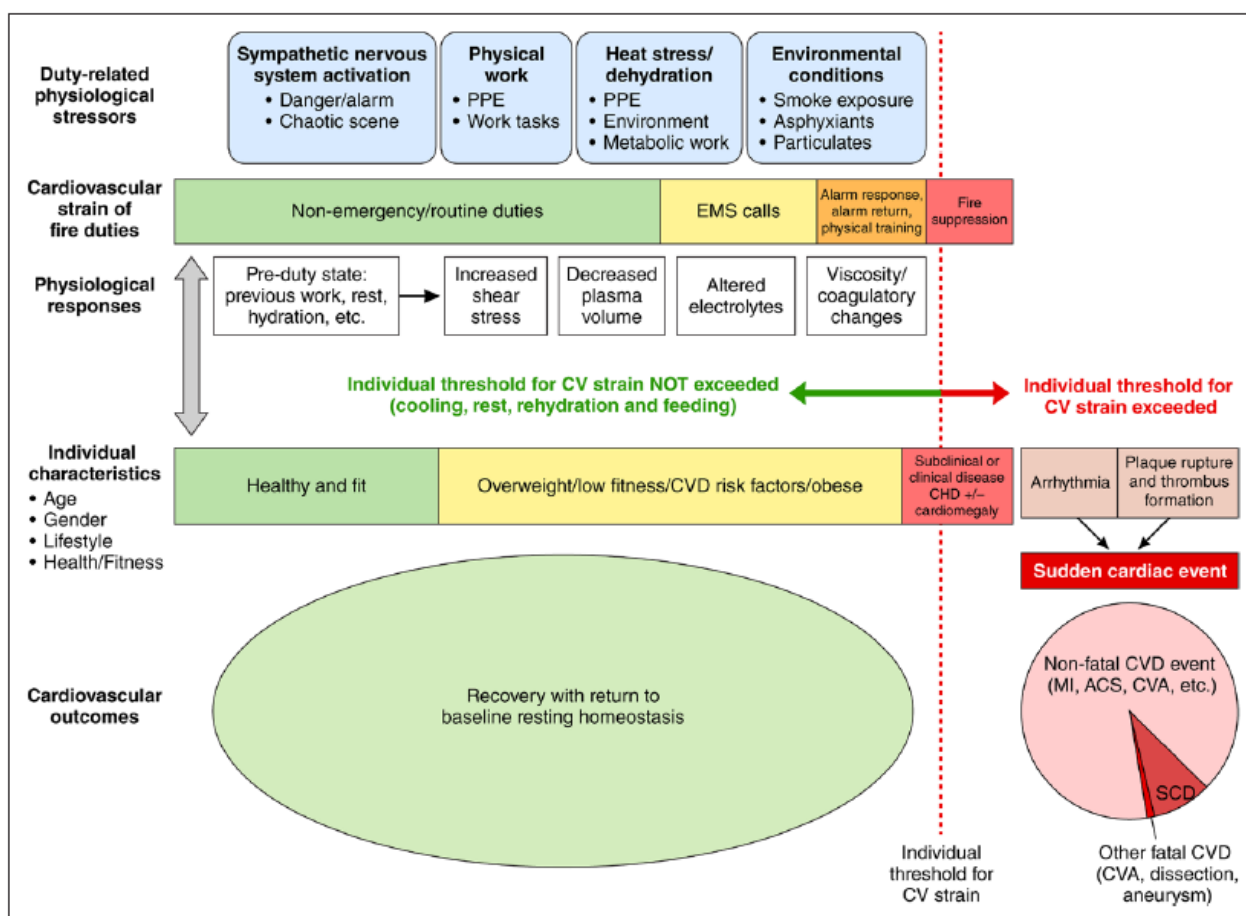 Duty-related
physiological
stressors
Sympathetic nervous
system activation
• Danger/alarm
• Chaotic scene
Physical
work
• PPE
• Work tasks
Heat stress/
dehydration
• PPE
• Environment
• Metabolic work
Environmental
conditions
• Smoke exposure
• Asphyxiants
• Particulates
Cardiovascular
strain of
fire duties
Non-emergency/routine duties
EMS calls
Alarm response,
alarm return,
physical training
Fire
suppression
Physiological
responses
Pre-duty state:
previous work, rest,
hydration, etc.
Increased
shear
stress
Decreased
plasma
volume
Altered
electrolytes
Viscosity/
coagulatory
changes
Individual threshold for CV strain NOT exceeded
(cooling, rest, rehydration and feeding)
Individual threshold for
CV strain exceeded
Individual
characteristics
• Age
• Gender
• Lifestyle
• Health/Fitness
Healthy and fit
Overweight/low fitness/CVD risk factors/obese
Subclinical or
clinical disease
CHD +/–
cardiomegaly
Arrhythmia
Plaque rupture
and thrombus
formation
Sudden cardiac event
Cardiovascular
outcomes
Recovery with return to
baseline resting homeostasis
Non-fatal CVD event
(MI, ACS, CVA, etc.)
SCD
Individual
threshold for
CV strain
Other fatal CVD
(CVA, dissection,
aneurysm)